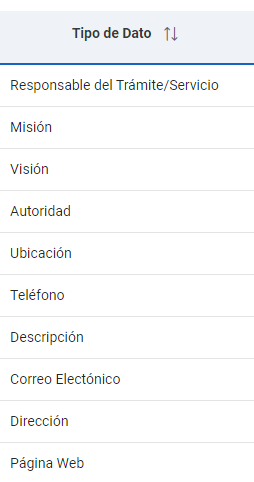 Tipo de Dato
Responsable del Trámite/Servicio
Misión
Visión
Autoridad
Ubicación
Teléfono
Descripción
Correo Electónico
Dirección
Página Web